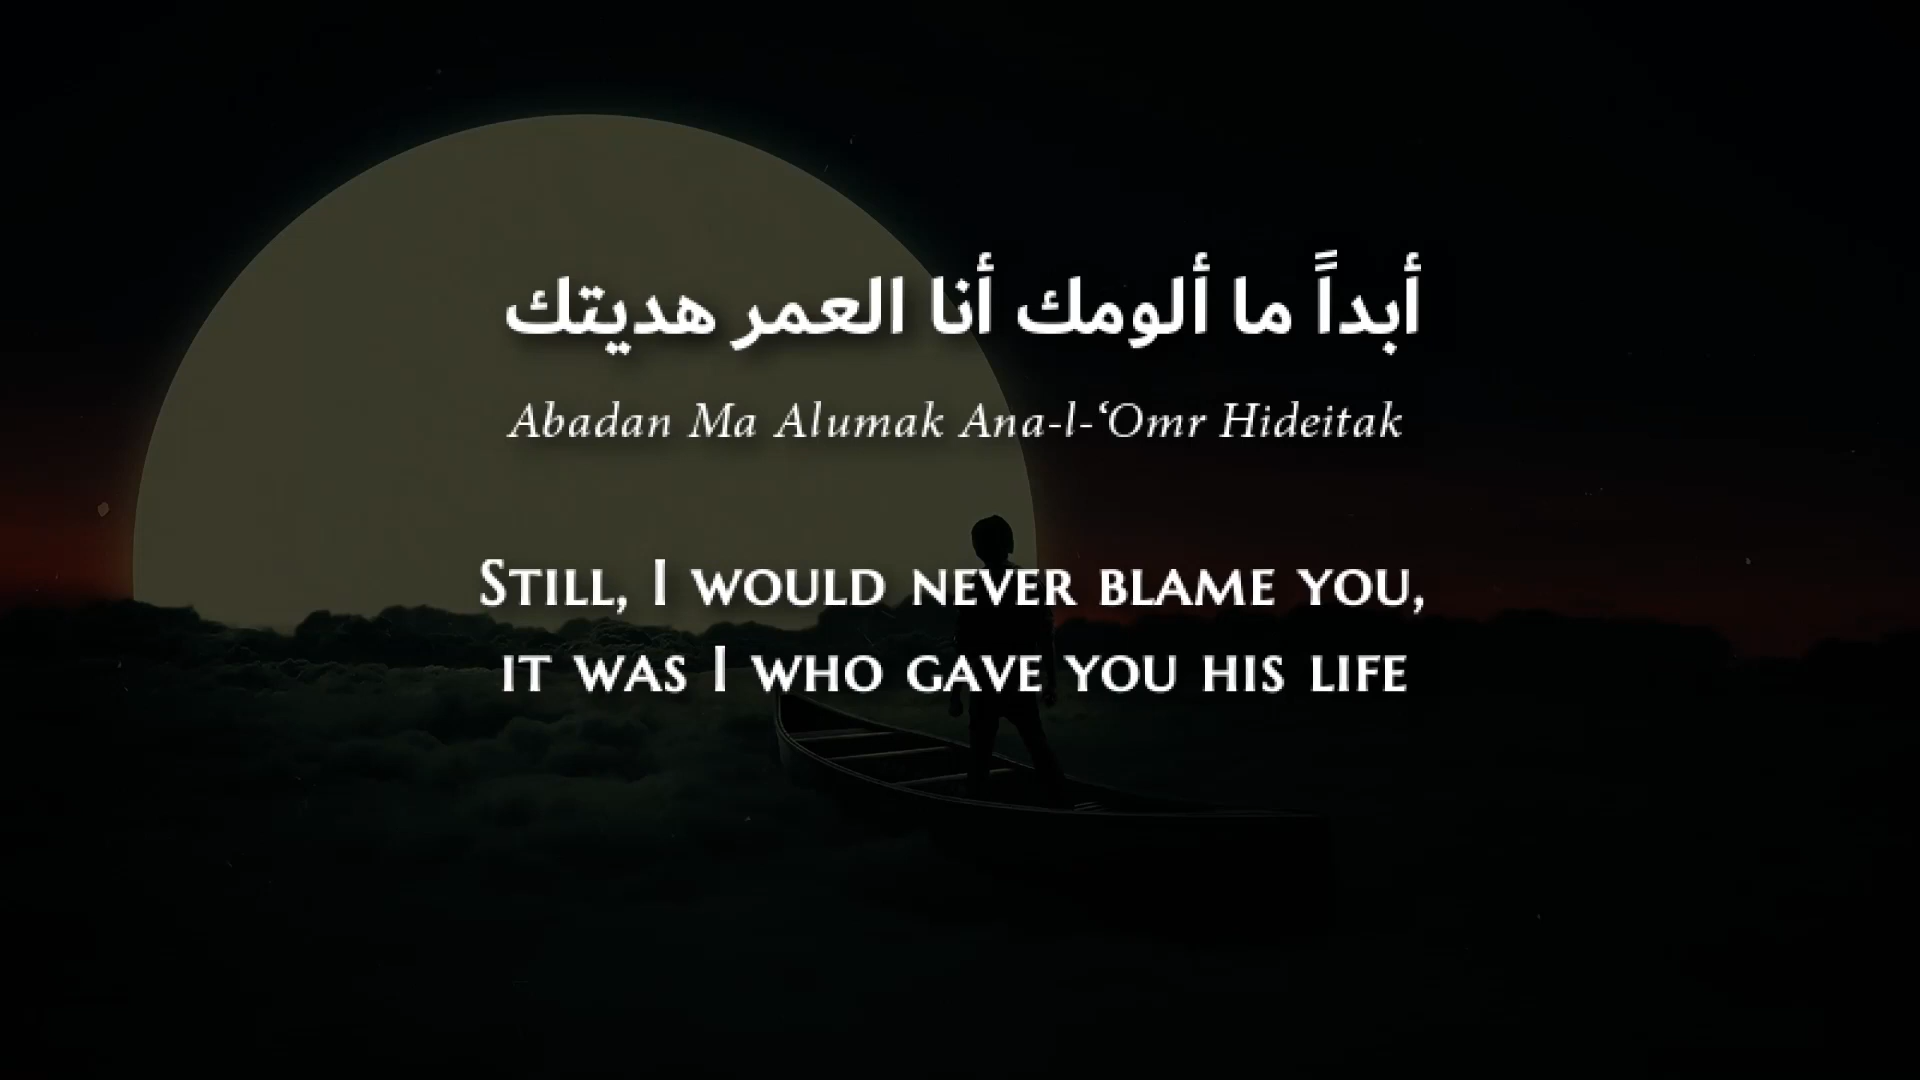 أبداً ما ألومك أنا العمر هديتك
Abadan Ma Alumak Ana-l-‘Omr Hideitak
Still, I would never blame you,
it was I who gave you his life